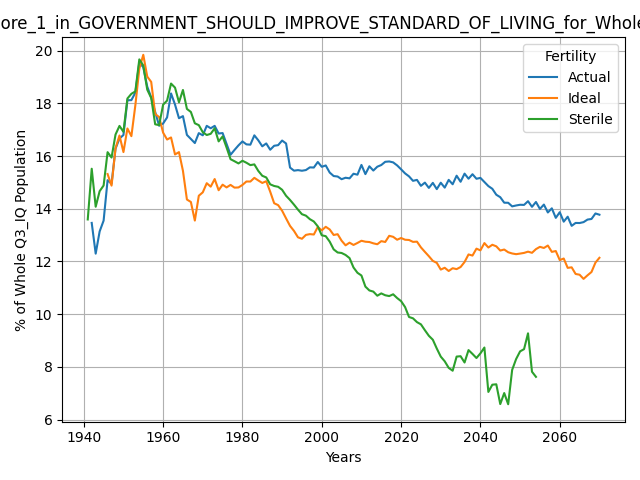 ore_1_in_GOVERNMENT_SHOULD_IMPROVE_STANDARD_OF_LIVING_for_Whole
Fertility
Actual
Ideal
Sterile
% of Whole Q3_IQ Population
20
18
16
14
12
10
8
6
1940 1960 1980 2000 2020 2040 2060
Years